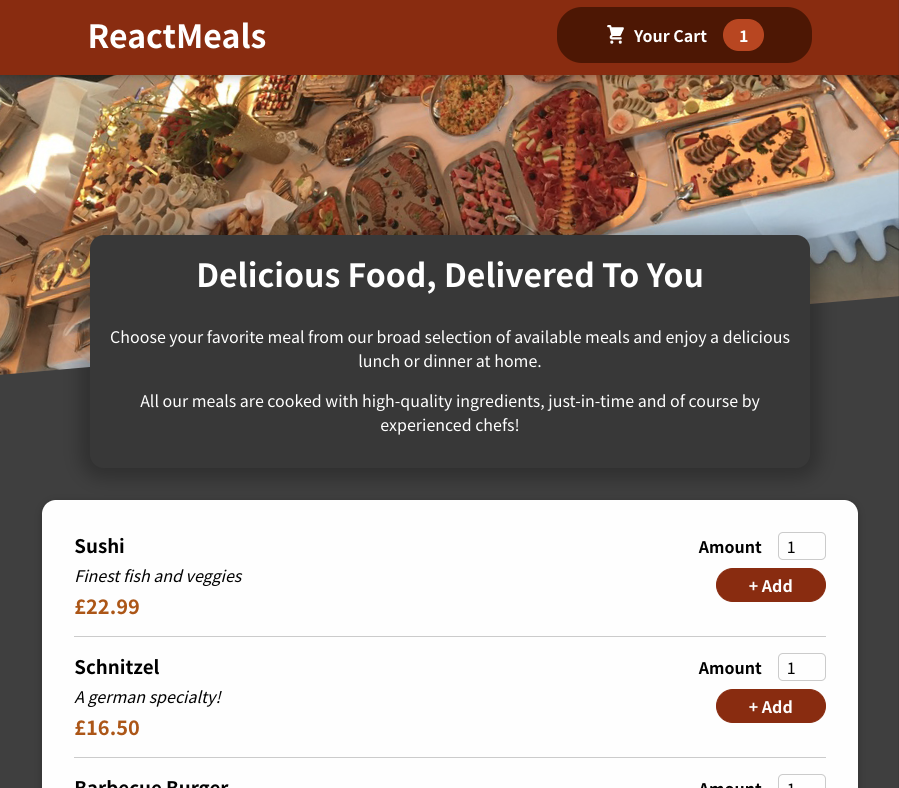 ReactMeals
Your Cart 1
Delicious Food, Delivered To You
Choose your favorite meal from our broad selection of available meals and enjoy a delicious
lunch or dinner at home.
All our meals are cooked with high-quality ingredients, just-in-time and of course by
experienced chefs!
Sushi
Finest fish and veggies
£22.99
Amount 1
+ Add
Schnitzel
A german specialty!
£16.50
Amount 1
+ Add
Barbecue Burger
Amount 1